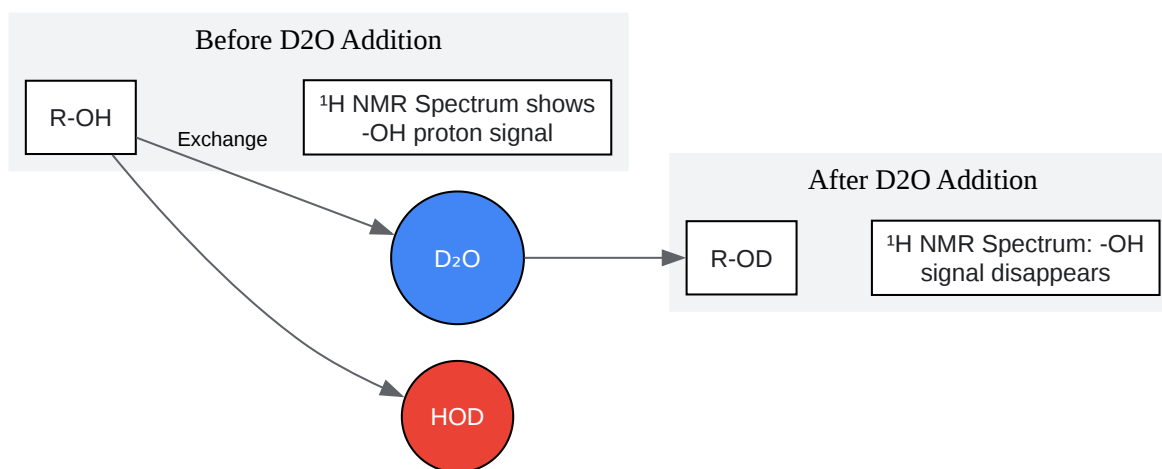 Before D2O Addition
R-OH
¹H NMR Spectrum shows
-OH proton signal
Exchange
After D2O Addition
D₂O
R-OD
¹H NMR Spectrum: -OH
signal disappears
HOD